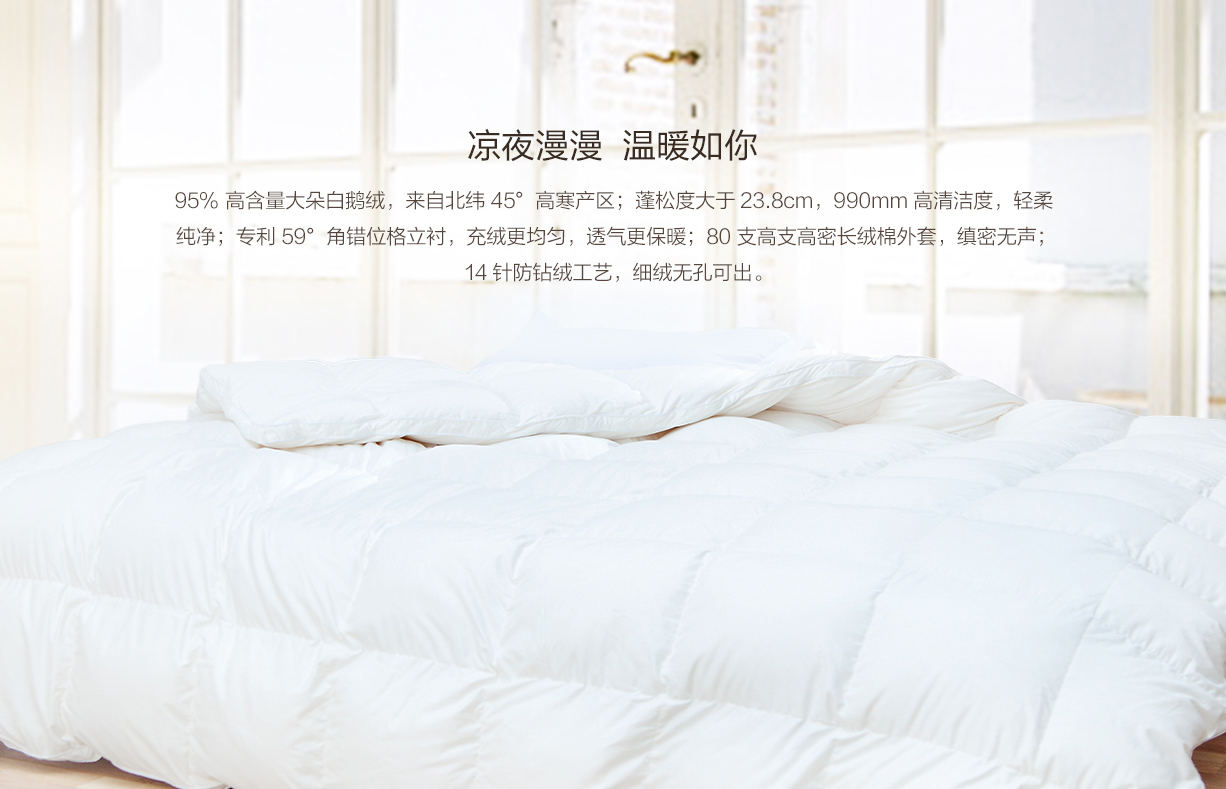 凉夜漫漫 温暖如你
95% 高含量大朵白鹅绒，来自北纬 45° 高寒产区；蓬松度大于 23.8cm，990mm 高清洁度，轻柔
纯净；专利 59° 角错位格立衬，充绒更均匀，透气更保暖；80 支高支高密长绒棉外套，缜密无声；
14 针防钻绒工艺，细绒无孔可出。